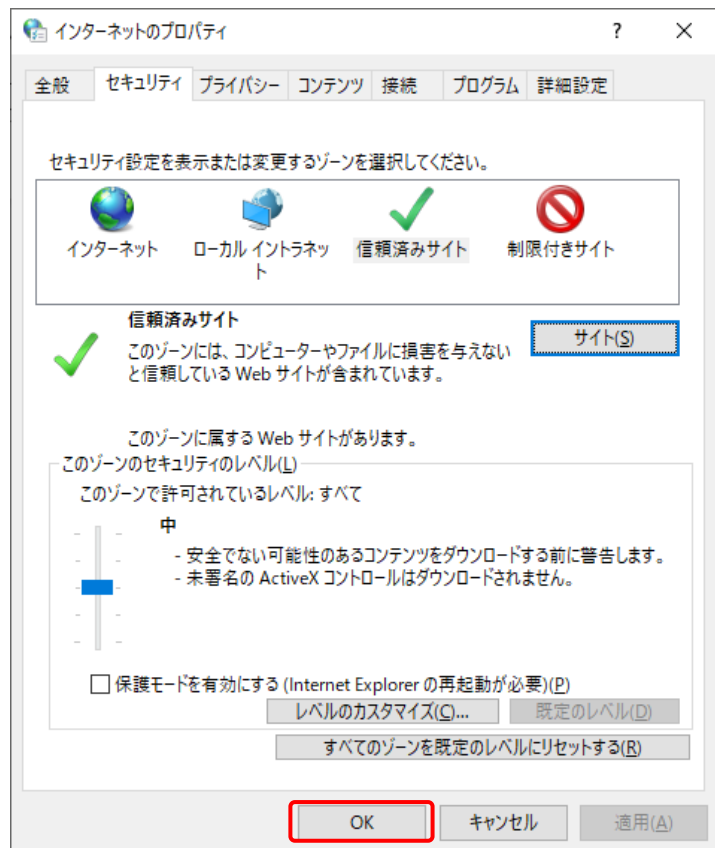 インターネットのプロパティ
?
×
全般 セキュリティ プライバシー コンテンツ 接続 プログラム 詳細設定
セキュリティ設定を表示または変更するゾーンを選択してください。
インターネット
ローカル イントラネッ
ト
信頼済みサイト
制限付きサイト
信頼済みサイト
サイト(S)
このゾーンには、コンピューターやファイルに損害を与えない
と信頼している Web サイトが含まれています。
このゾーンに属する Web サイトがあります。
このゾーンのセキュリティのレベル(L)
このゾーンで許可されているレベル: すべて
中
- 安全でない可能性のあるコンテンツをダウンロードする前に警告します。
- 未署名の ActiveX コントロールはダウンロードされません。
保護モードを有効にする (Internet Explorer の再起動が必要)(P)
レベルのカスタマイズ(C)... 既定のレベル(D)
すべてのゾーンを既定のレベルにリセットする(R)
OK キャンセル 適用(A)